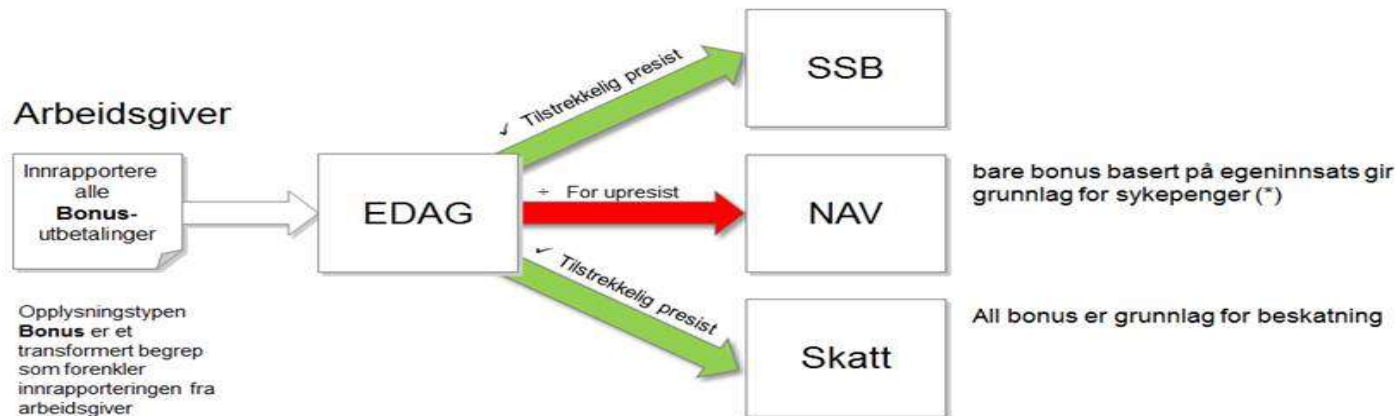 Arbeidsgiver
Innrapportere
alle
Bonus-
utbetalinger
Opplysningstypen
Bonus er et
transformert begrep
som forenkler
innrapporteringen fra
arbeidsgiver
EDAG
✓ Tilstrekkelig presist
÷ For upresist
✓ Tilstrekkelig presist
SSB
NAV
bare bonus basert på egeninnsats gir
grunnlag for sykepenger (*)
Skatt
All bonus er grunnlag for beskatning